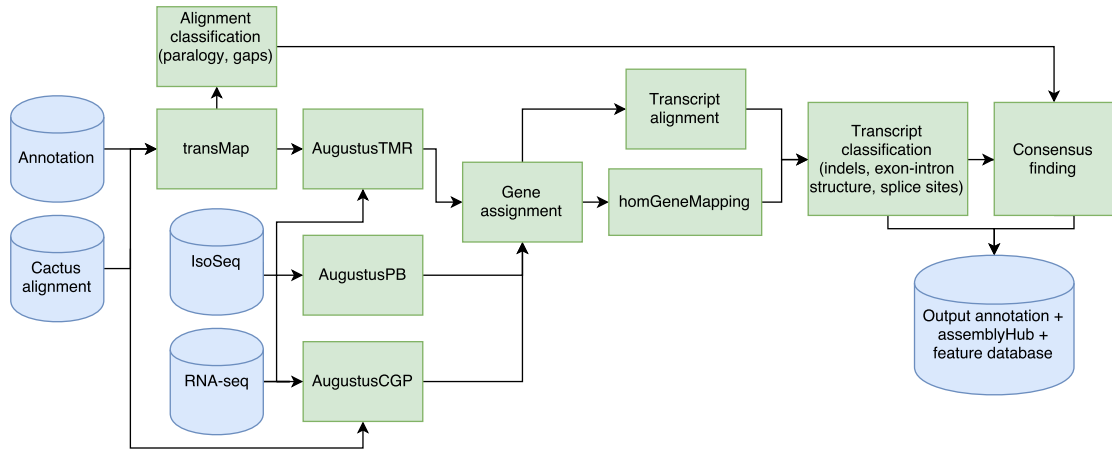 Alignment
classification
(paralogy, gaps)
Annotation
transMap
AugustusTMR
Transcript
alignment
Gene
assignment
homGeneMapping
Transcript
classification
(indels, exon-intron
structure, splice sites)
Consensus
finding
Cactus
alignment
IsoSeq
AugustusPB
RNA-seq
AugustusCGP
Output annotation +
assemblyHub +
feature database